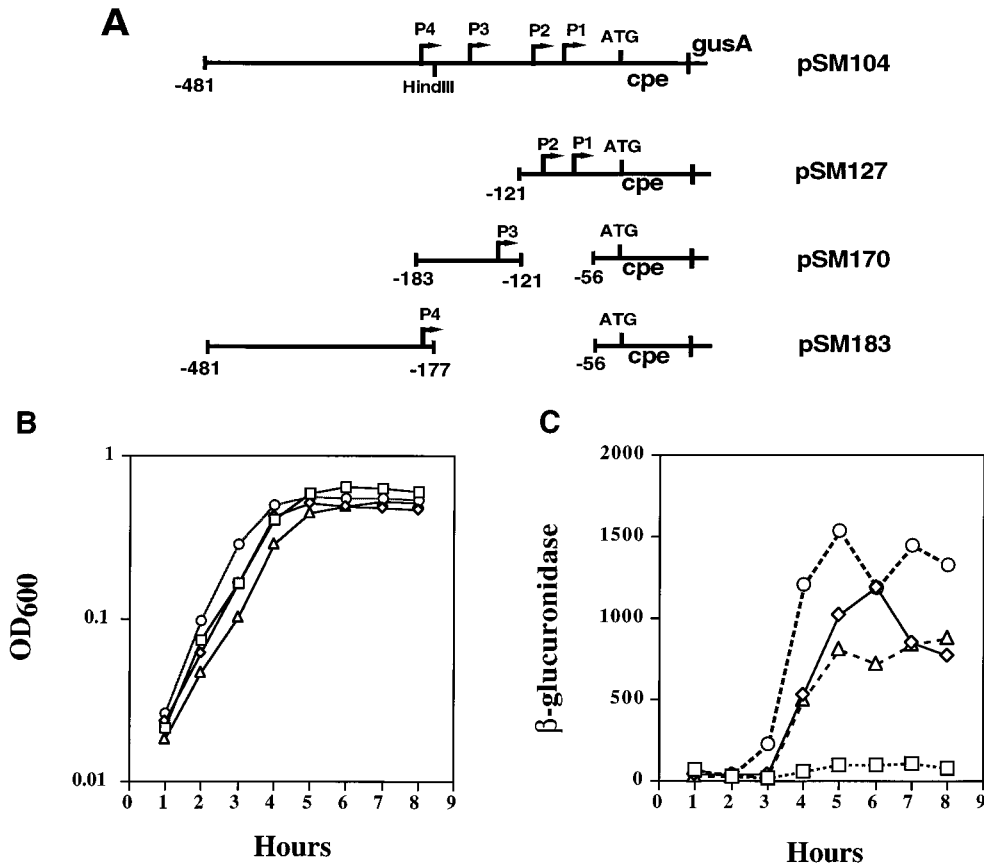 A
P4 P3 P2 P1 ATG gusA
-481 HindIII cpe pSM104
P2 P1 ATG
-121 cpe pSM127
P3 ATG
-183 -121 -56 cpe pSM170
P4 ATG
-481 -177 -56 cpe pSM183
B
OD600
1
0.1
0.01
0 1 2 3 4 5 6 7 8 9
Hours
C
β-glucuronidase
2000
1500
1000
500
0
0 1 2 3 4 5 6 7 8 9
Hours